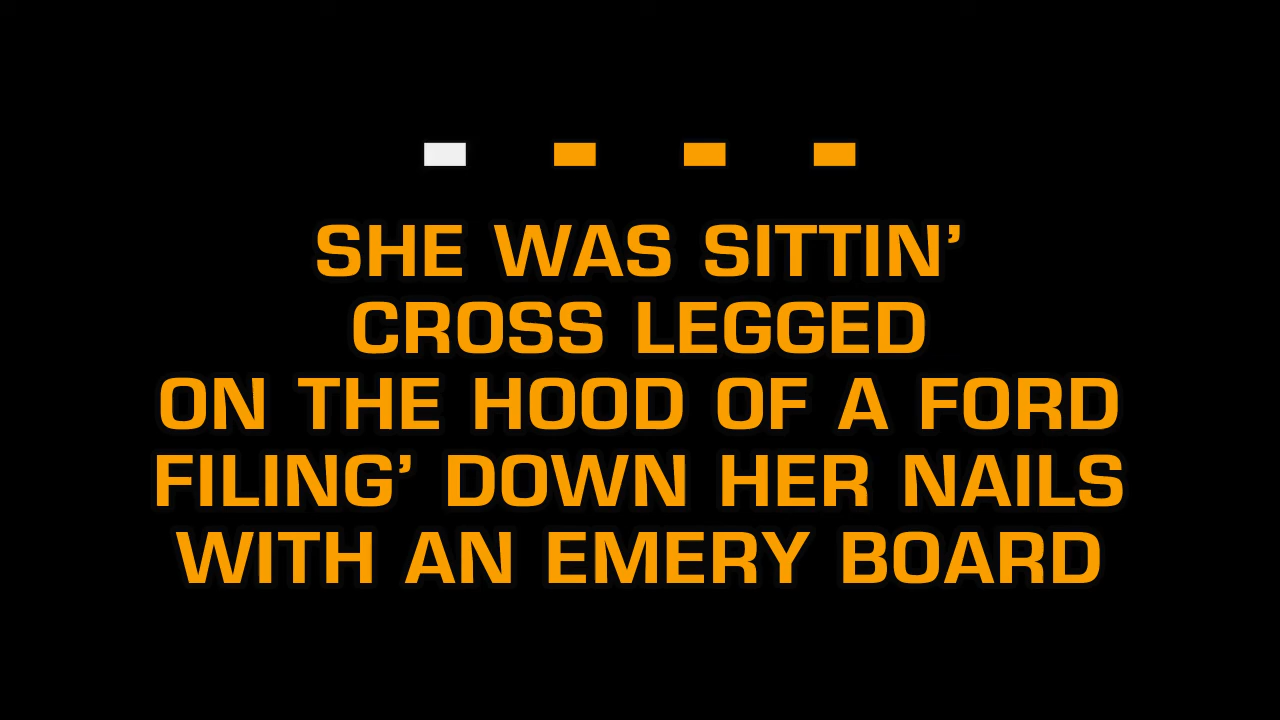 SHE WAS SITTIN’
CROSS LEGGED
ON THE HOOD OF A FORD
FILING’ DOWN HER NAILS
WITH AN EMERY BOARD